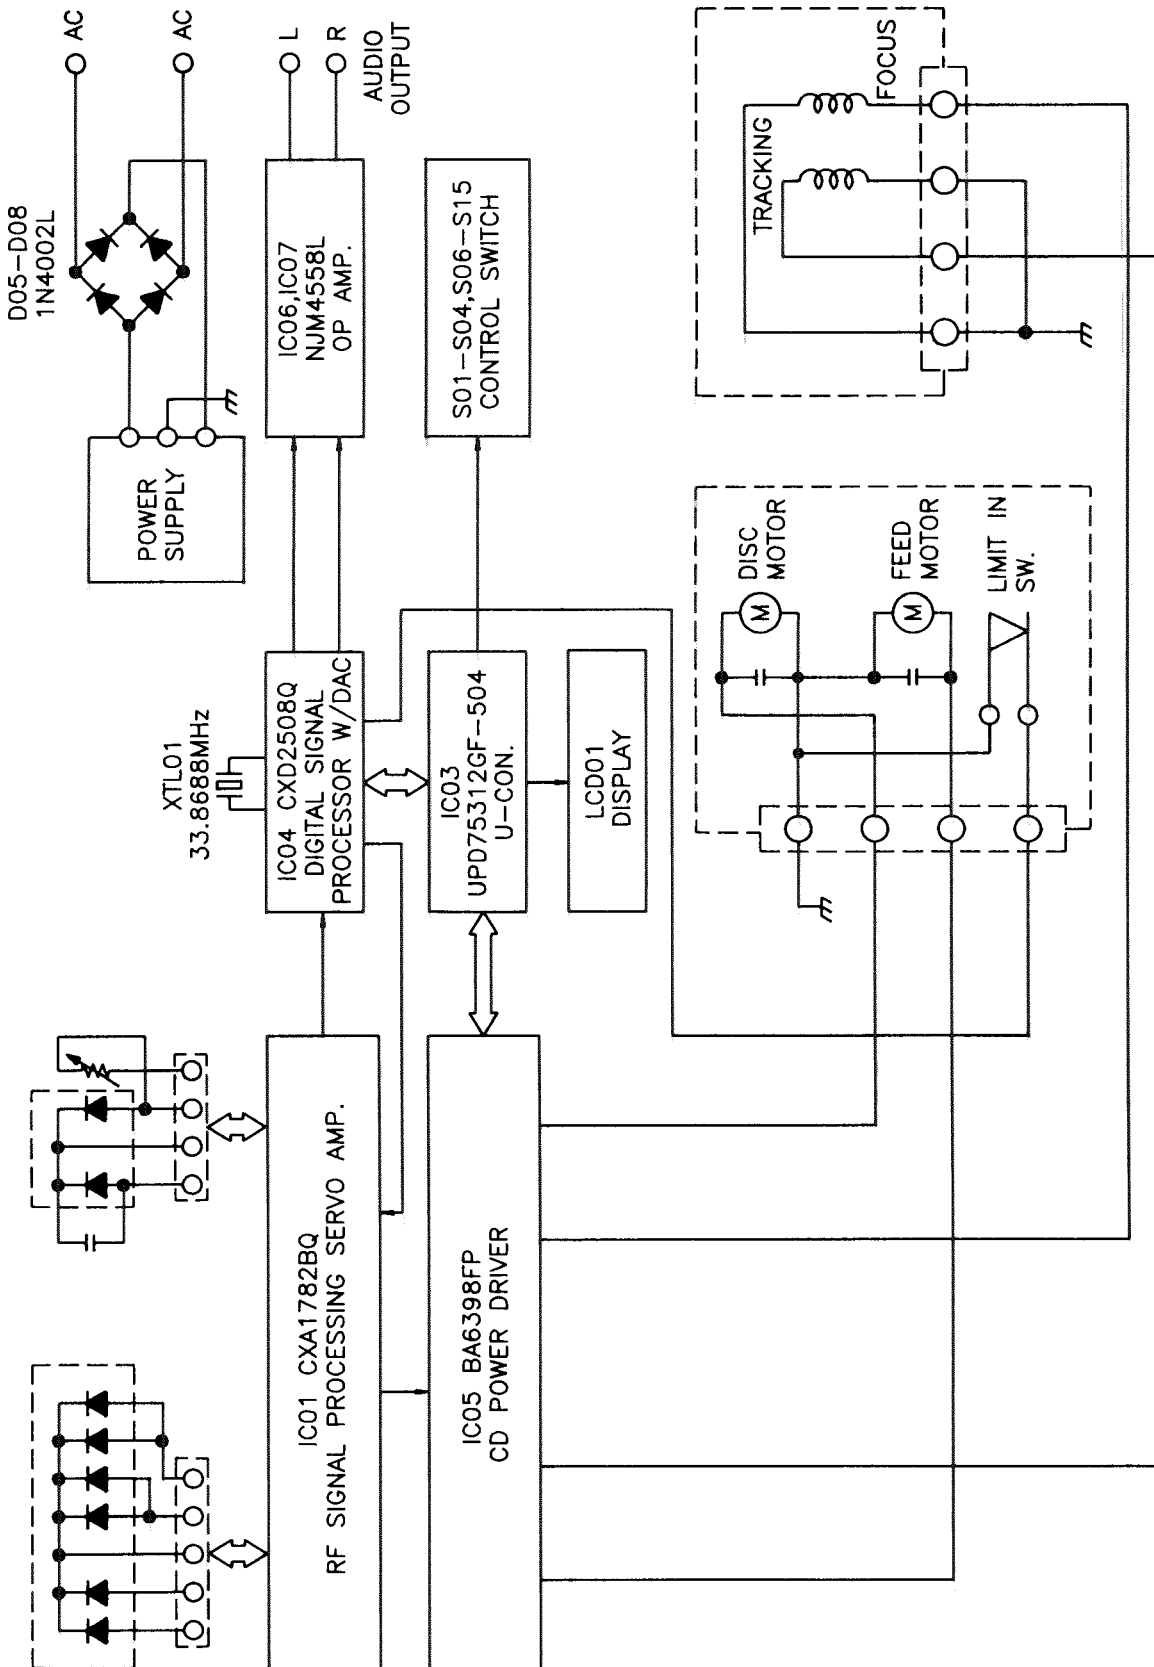 D05-D08
1N4002L
AC
AC
POWER
SUPPLY
L
R
AUDIO
OUTPUT
IC06,IC07
NJM4558L
OP AMP.
S01-S04,S06-S15
CONTROL SWITCH
XTL01
33.8688MHz
IC04 CXD2508Q
DIGITAL SIGNAL
PROCESSOR W/DAC
IC03
UPD75312GF-504
U-CON.
LCD01
DISPLAY
IC01 CXA1782BQ
RF SIGNAL PROCESSING SERVO AMP.
IC05 BA6398FP
CD POWER DRIVER
TRACKING
FOCUS
M
DISC
MOTOR
M
FEED
MOTOR
LIMIT IN
SW.